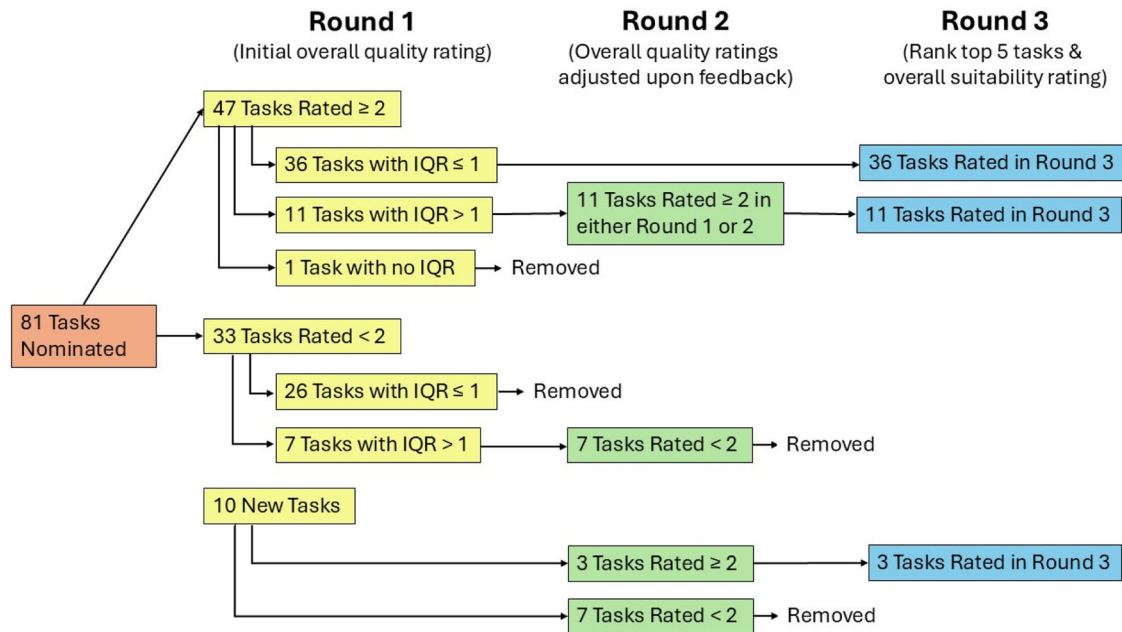 Round 1
(Initial overall quality rating)
Round 2
(Overall quality ratings
adjusted upon feedback)
Round 3
(Rank top 5 tasks &
overall suitability rating)
47 Tasks Rated ≥ 2
36 Tasks with IQR ≤ 1
36 Tasks Rated in Round 3
11 Tasks with IQR > 1
11 Tasks Rated ≥ 2 in
either Round 1 or 2
11 Tasks Rated in Round 3
1 Task with no IQR
Removed
81 Tasks
Nominated
33 Tasks Rated < 2
26 Tasks with IQR ≤ 1
Removed
7 Tasks with IQR > 1
7 Tasks Rated < 2
Removed
10 New Tasks
3 Tasks Rated ≥ 2
3 Tasks Rated in Round 3
7 Tasks Rated < 2
Removed